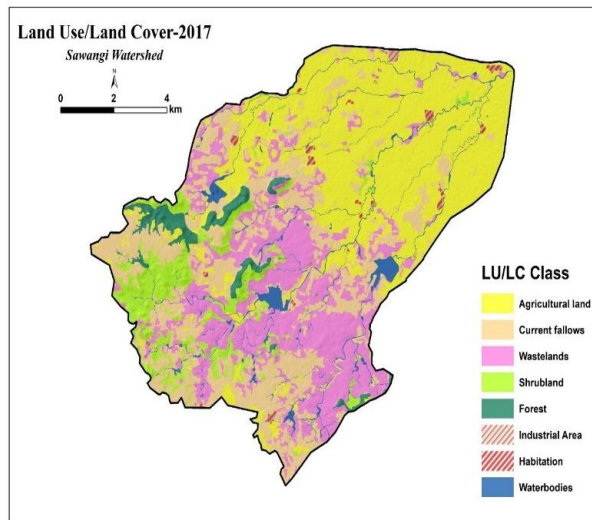 Land Use/Land Cover-2017
Sawangi Watershed
N
0 2 4
km
LU/LC Class
Agricultural land
Current fallows
Wastelands
Shrubland
Forest
Industrial Area
Habitation
Waterbodies